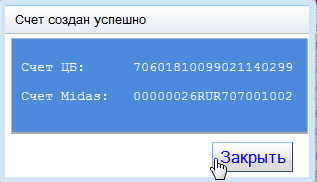 Счет создан успешно
Счет ЦБ: 70601810099021140299
Счет Midas: 00000026RUR707001002
Закрыть